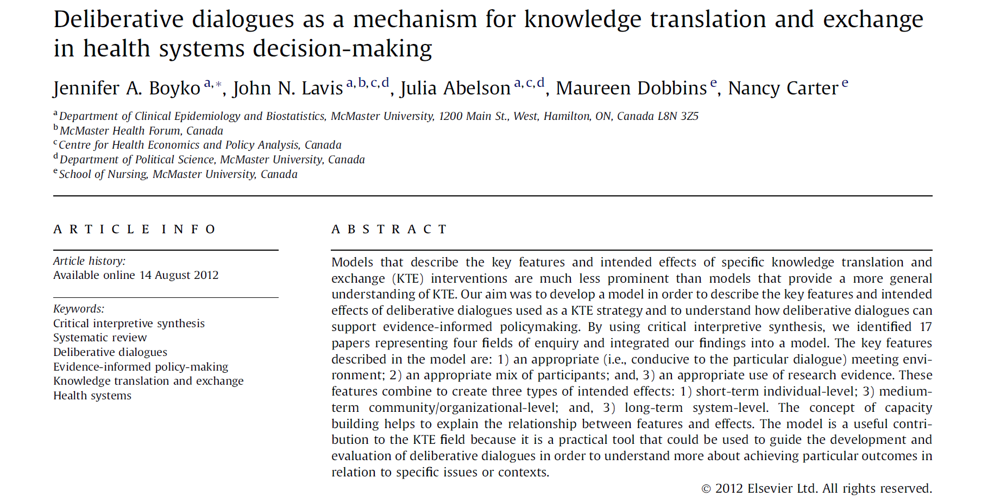 Deliberative dialogues as a mechanism for knowledge translation and exchange
in health systems decision-making
Jennifer A. Boyko a,*, John N. Lavis a,b,c,d, Julia Abelson a,c,d, Maureen Dobbins e, Nancy Carter e
a Department of Clinical Epidemiology and Biostatistics, McMaster University, 1200 Main St., West, Hamilton, ON, Canada L8N 3Z5
b McMaster Health Forum, Canada
c Centre for Health Economics and Policy Analysis, Canada
d Department of Political Science, McMaster University, Canada
e School of Nursing, McMaster University, Canada
ARTICLE INFO
Article history:
Available online 14 August 2012
Keywords:
Critical interpretive synthesis
Systematic review
Deliberative dialogues
Evidence-informed policy-making
Knowledge translation and exchange
Health systems
ABSTRACT
Models that describe the key features and intended effects of specific knowledge translation and
exchange (KTE) interventions are much less prominent than models that provide a more general
understanding of KTE. Our aim was to develop a model in order to describe the key features and intended
effects of deliberative dialogues used as a KTE strategy and to understand how deliberative dialogues can
support evidence-informed policymaking. By using critical interpretive synthesis, we identified 17
papers representing four fields of enquiry and integrated our findings into a model. The key features
described in the model are: 1) an appropriate (i.e., conducive to the particular dialogue) meeting envi-
ronment; 2) an appropriate mix of participants; and, 3) an appropriate use of research evidence. These
features combine to create three types of intended effects: 1) short-term individual-level; 3) medium-
term community/organizational-level; and, 3) long-term system-level. The concept of capacity
building helps to explain the relationship between features and effects. The model is a useful contri-
bution to the KTE field because it is a practical tool that could be used to guide the development and
evaluation of deliberative dialogues in order to understand more about achieving particular outcomes in
relation to specific issues or contexts.
© 2012 Elsevier Ltd. All rights reserved.